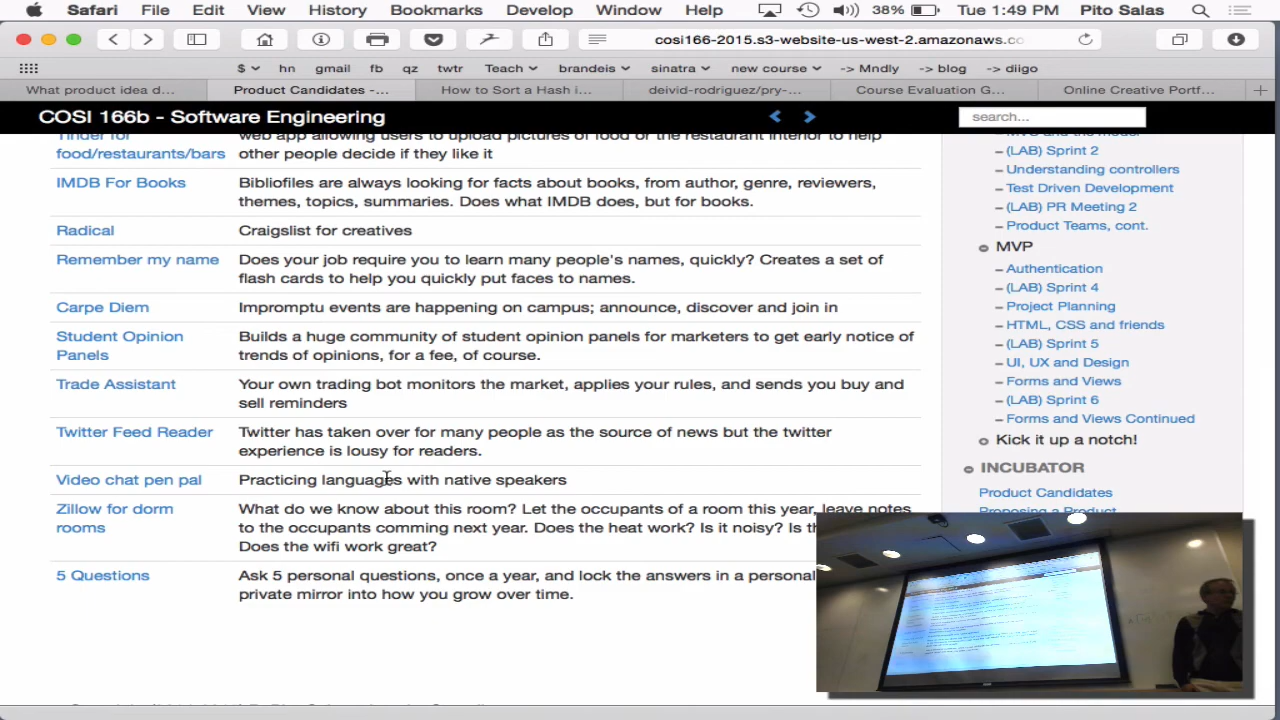 Safari File Edit View History Bookmarks Develop Window Help 38% Tue 1:49 PM Pito Salas
cosi166-2015.s3-website-us-west-2.amazonaws.cc
$ hn gmail fb qz twtr Teach brandeis sinatra new course -> Mndly -> blog -> diigo
What product idea d... Product Candidates -... How to Sort a Hash i... deivid-rodriguez/pry-... Course Evaluation G... Online Creative Portf...
COSI 166b - Software Engineering search...
Tinder for
food/restaurants/bars
web app allowing users to upload pictures of food or the restaurant interior to help
other people decide if they like it
IMDB For Books
Bibliofiles are always looking for facts about books, from author, genre, reviewers,
themes, topics, summaries. Does what IMDB does, but for books.
Radical
Craigslist for creatives
Remember my name
Does your job require you to learn many people's names, quickly? Creates a set of
flash cards to help you quickly put faces to names.
Carpe Diem
Impromptu events are happening on campus; announce, discover and join in
Student Opinion
Panels
Builds a huge community of student opinion panels for marketers to get early notice of
trends of opinions, for a fee, of course.
Trade Assistant
Your own trading bot monitors the market, applies your rules, and sends you buy and
sell reminders
Twitter Feed Reader
Twitter has taken over for many people as the source of news but the twitter
experience is lousy for readers.
Video chat pen pal
Practicing languages with native speakers
Zillow for dorm
rooms
What do we know about this room? Let the occupants of a room this year, leave notes
to the occupants comming next year. Does the heat work? Is it noisy? Is
Does the wifi work great?
5 Questions
Ask 5 personal questions, once a year, and lock the answers in a personal
private mirror into how you grow over time.
MVC and the model
(LAB) Sprint 2
Understanding controllers
Test Driven Development
(LAB) PR Meeting 2
Product Teams, cont.
MVP
Authentication
(LAB) Sprint 4
Project Planning
HTML, CSS and friends
(LAB) Sprint 5
UI, UX and Design
Forms and Views
(LAB) Sprint 6
Forms and Views Continued
Kick it up a notch!
INCUBATOR
Product Candidates
Proposing a Product